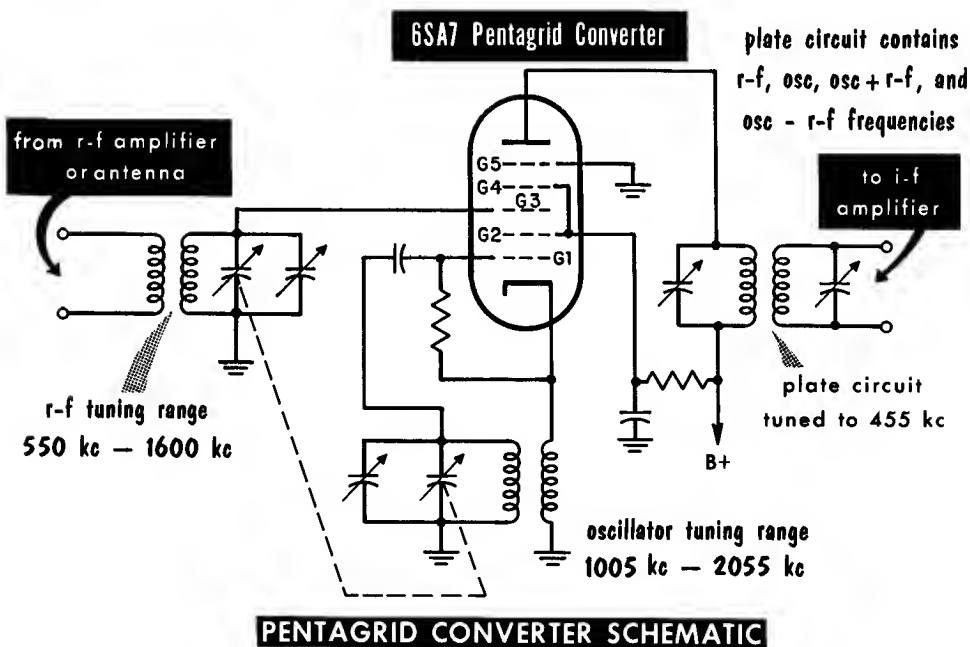 6SA7 Pentagrid Converter
plate circuit contains
r-f, osc, osc + r-f, and
osc - r-f frequencies
from r-f amplifier
or antenna
to i-f
amplifier
G5
G4
G3
G2
G1
r-f tuning range
550 kc — 1600 kc
plate circuit
tuned to 455 kc
B+
oscillator tuning range
1005 kc — 2055 kc
PENTAGRID CONVERTER SCHEMATIC